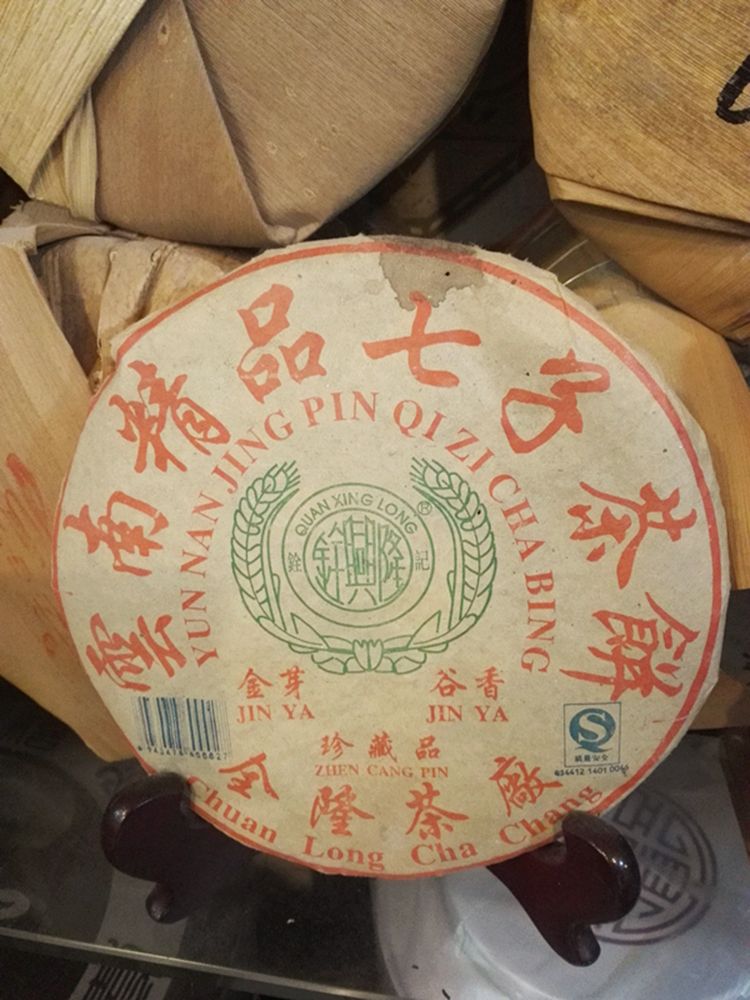 雲南精品七子茶餅
YUN NAN JING PIN QI ZI CHA BING
QUAN XING LONG
®
銓 記
金芽 谷香
JIN YA JIN YA
珍藏品
ZHEN CANG PIN
全隆茶廠
Chuan Long Cha Chang